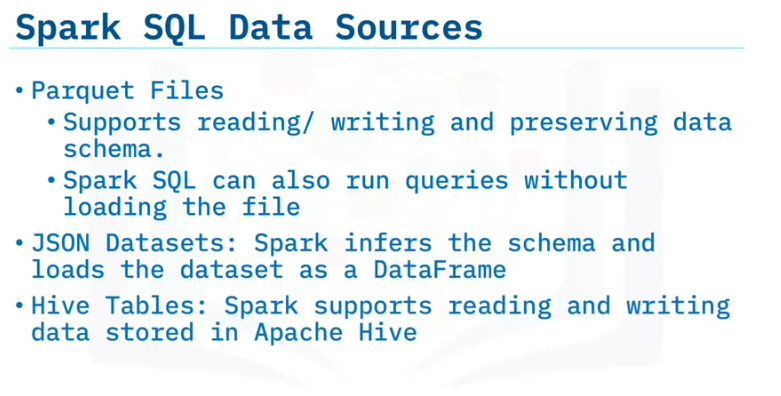 Spark SQL Data Sources
• Parquet Files
• Supports reading/ writing and preserving data
schema.
• Spark SQL can also run queries without
loading the file
• JSON Datasets: Spark infers the schema and
loads the dataset as a DataFrame
• Hive Tables: Spark supports reading and writing
data stored in Apache Hive